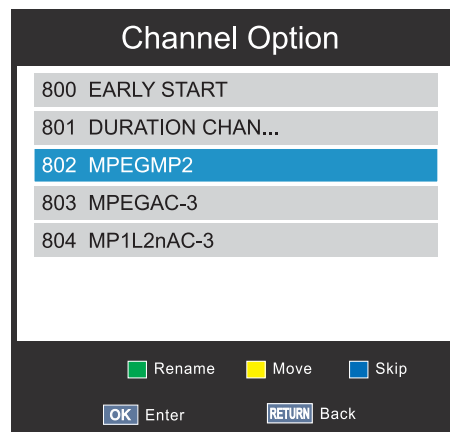 Channel Option
800 EARLY START
801 DURATION CHAN...
802 MPEGMP2
803 MPEGAC-3
804 MP1L2nAC-3
Rename Move Skip
OK Enter RETURN Back